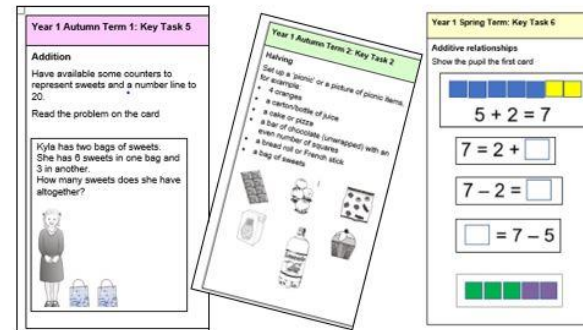 Year 1 Autumn Term 1: Key Task 5
Addition
Have available some counters to
represent sweets and a number line to
20.
Read the problem on the card
Kyla has two bags of sweets.
She has 6 sweets in one bag and
3 in another.
How many sweets does she have
altogether?
Year 1 Autumn Term 2: Key Task 2
Halving
Set up a 'picnic' or a picture of picnic items,
for example:
• 4 oranges
• a carton/bottle of juice
• a cake or pizza
• a bar of chocolate (unwrapped) with an
even number of squares
• a bread roll or French stick
• a bag of sweets
Year 1 Spring Term: Key Task 6
Additive relationships
Show the pupil the first card
5 + 2 = 7
7 = 2 +
7 – 2 =
= 7 – 5